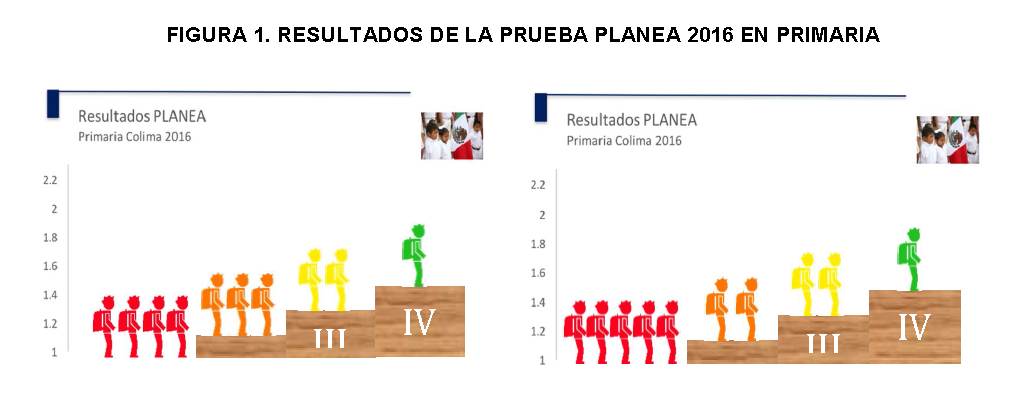 FIGURA 1. RESULTADOS DE LA PRUEBA PLANEA 2016 EN PRIMARIA
Resultados PLANEA
Primaria Colima 2016
2.2
2
1.8
1.6
1.4
1.2
1
III
IV
Resultados PLANEA
Primaria Colima 2016
2.2
2
1.8
1.6
1.4
1.2
1
III
IV